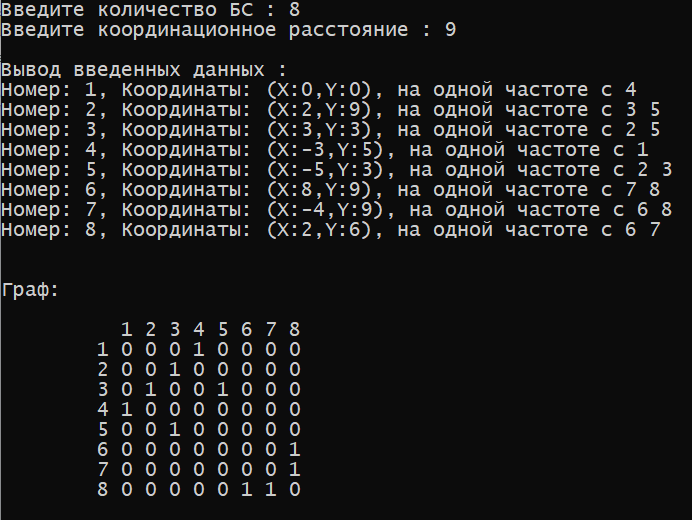 Введите количество БС : 8
Введите координационное расстояние : 9
Вывод введенных данных :
Номер: 1, Координаты: (X:0,Y:0), на одной частоте с 4
Номер: 2, Координаты: (X:2,Y:9), на одной частоте с 3 5
Номер: 3, Координаты: (X:3,Y:3), на одной частоте с 2 5
Номер: 4, Координаты: (X:-3,Y:5), на одной частоте с 1
Номер: 5, Координаты: (X:-5,Y:3), на одной частоте с 2 3
Номер: 6, Координаты: (X:8,Y:9), на одной частоте с 7 8
Номер: 7, Координаты: (X:-4,Y:9), на одной частоте с 6 8
Номер: 8, Координаты: (X:2,Y:6), на одной частоте с 6 7
Граф:
1 2 3 4 5 6 7 8
1 0 0 0 1 0 0 0 0
2 0 0 1 0 0 0 0 0
3 0 1 0 0 1 0 0 0
4 1 0 0 0 0 0 0 0
5 0 0 1 0 0 0 0 0
6 0 0 0 0 0 0 0 1
7 0 0 0 0 0 0 0 1
8 0 0 0 0 0 1 1 0